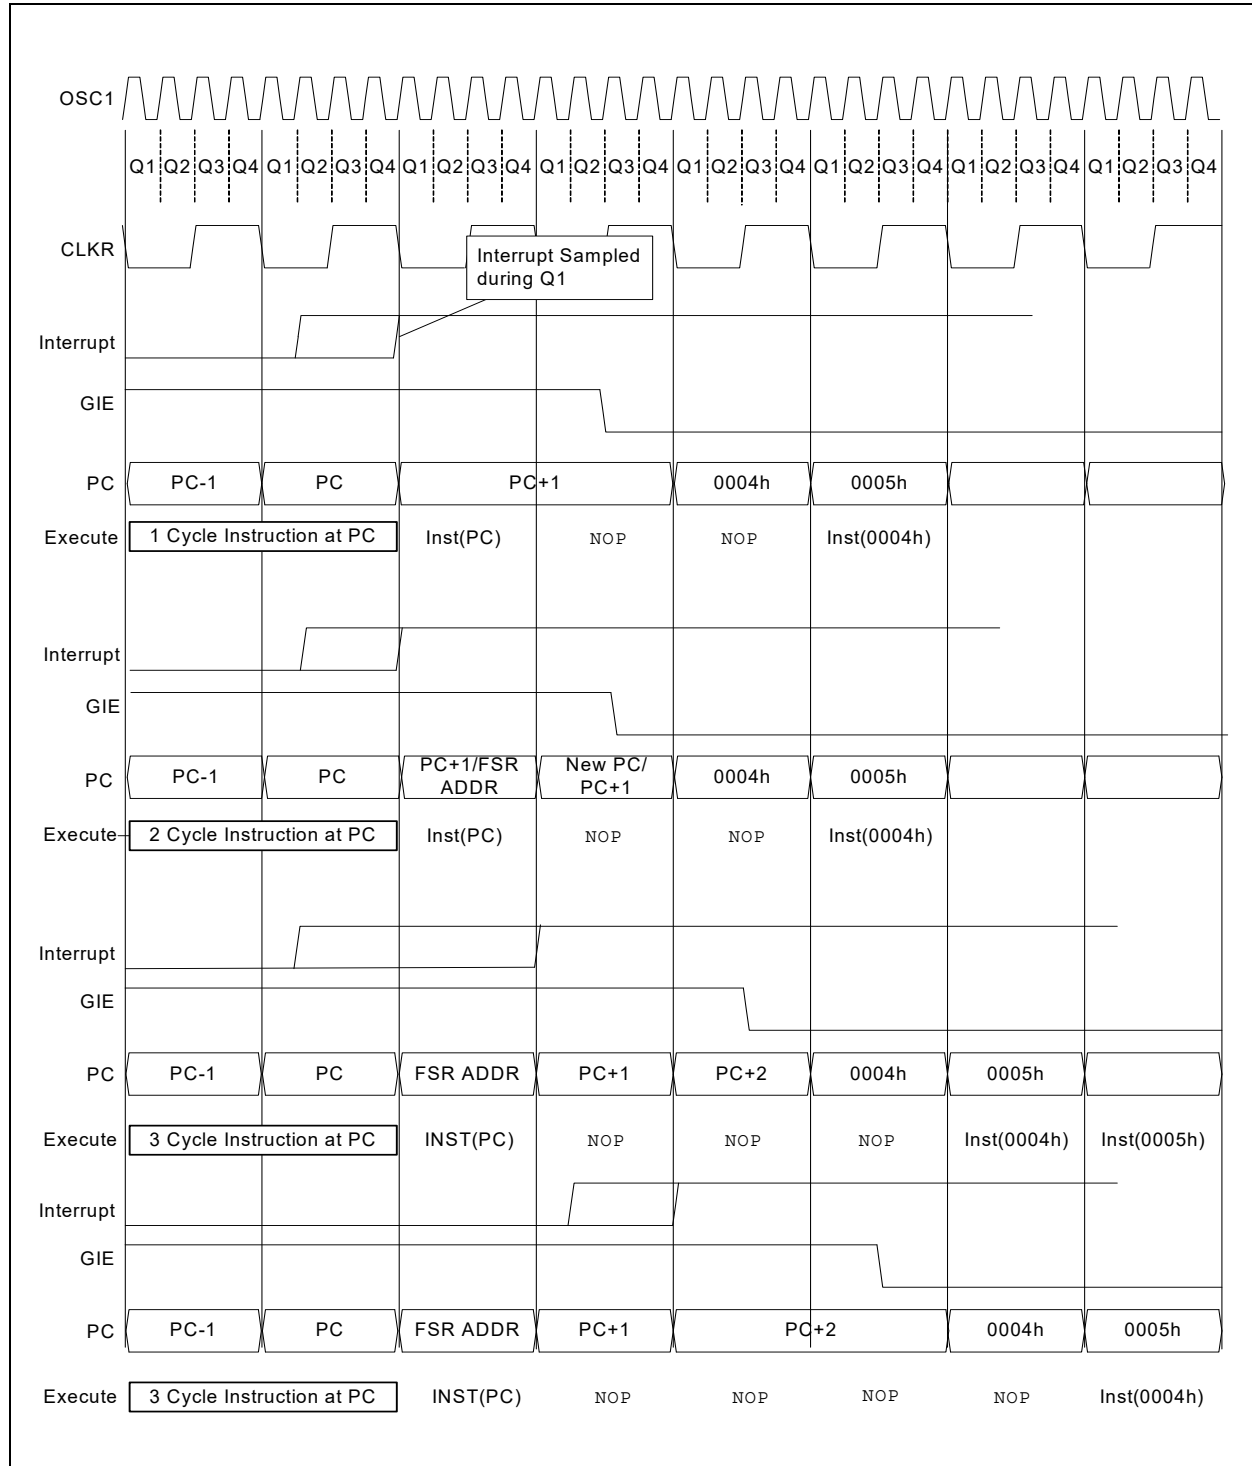 OSC1
Q1 Q2 Q3 Q4 Q1 Q2 Q3 Q4 Q1 Q2 Q3 Q4 Q1 Q2 Q3 Q4 Q1 Q2 Q3 Q4 Q1 Q2 Q3 Q4 Q1 Q2 Q3 Q4 Q1 Q2 Q3 Q4
CLKR
Interrupt Sampled
during Q1
Interrupt
GIE
PC PC-1 PC PC+1 0004h 0005h
Execute 1 Cycle Instruction at PC Inst(PC) NOP NOP Inst(0004h)
Interrupt
GIE
PC PC-1 PC PC+1/FSR ADDR New PC/ PC+1 0004h 0005h
Execute 2 Cycle Instruction at PC Inst(PC) NOP NOP Inst(0004h)
Interrupt
GIE
PC PC-1 PC FSR ADDR PC+1 PC+2 0004h 0005h
Execute 3 Cycle Instruction at PC INST(PC) NOP NOP NOP Inst(0004h) Inst(0005h)
Interrupt
GIE
PC PC-1 PC FSR ADDR PC+1 PC+2 0004h 0005h
Execute 3 Cycle Instruction at PC INST(PC) NOP NOP NOP NOP Inst(0004h)